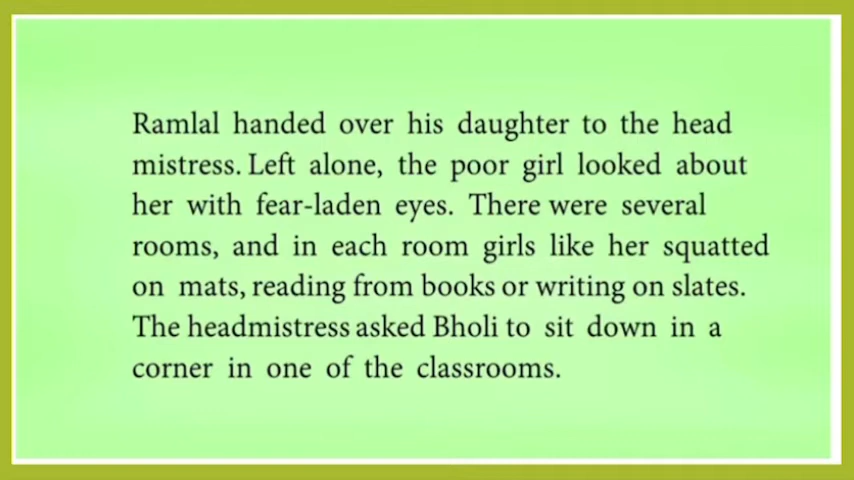 Ramlal handed over his daughter to the head
mistress. Left alone, the poor girl looked about
her with fear-laden eyes. There were several
rooms, and in each room girls like her squatted
on mats, reading from books or writing on slates.
The headmistress asked Bholi to sit down in a
corner in one of the classrooms.